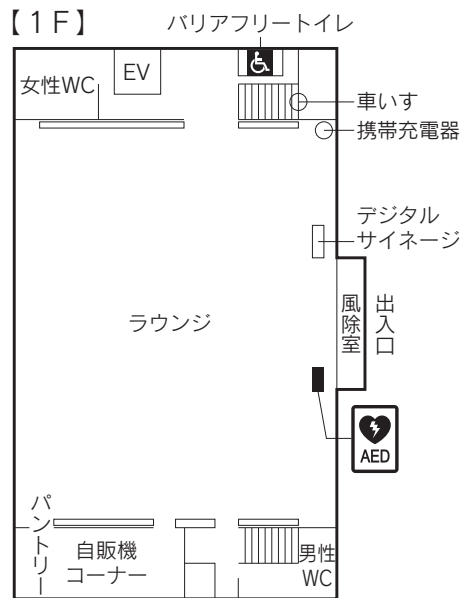 【1F】
バリアフリートイレ
女性WC
EV
車いす
携帯充電器
デジタル
サイネージ
ラウンジ
風除室
出入口
AED
パントリー
自販機
コーナー
男性
WC